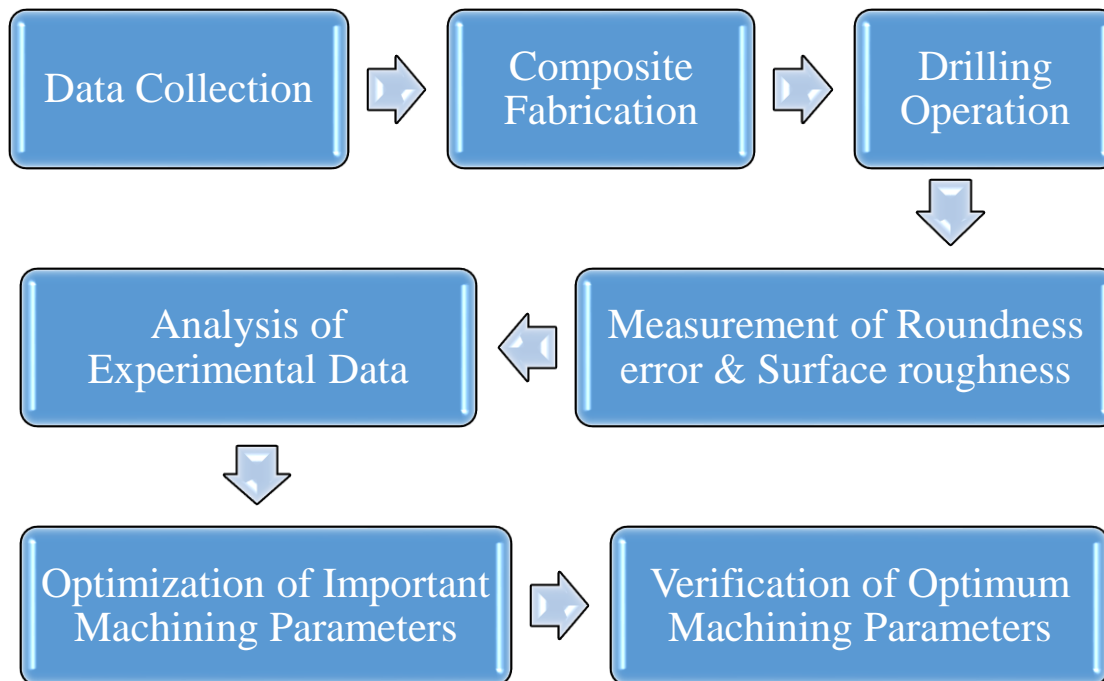 Data Collection
Composite
Fabrication
Drilling
Operation
Measurement of Roundness
error & Surface roughness
Analysis of
Experimental Data
Optimization of Important
Machining Parameters
Verification of Optimum
Machining Parameters